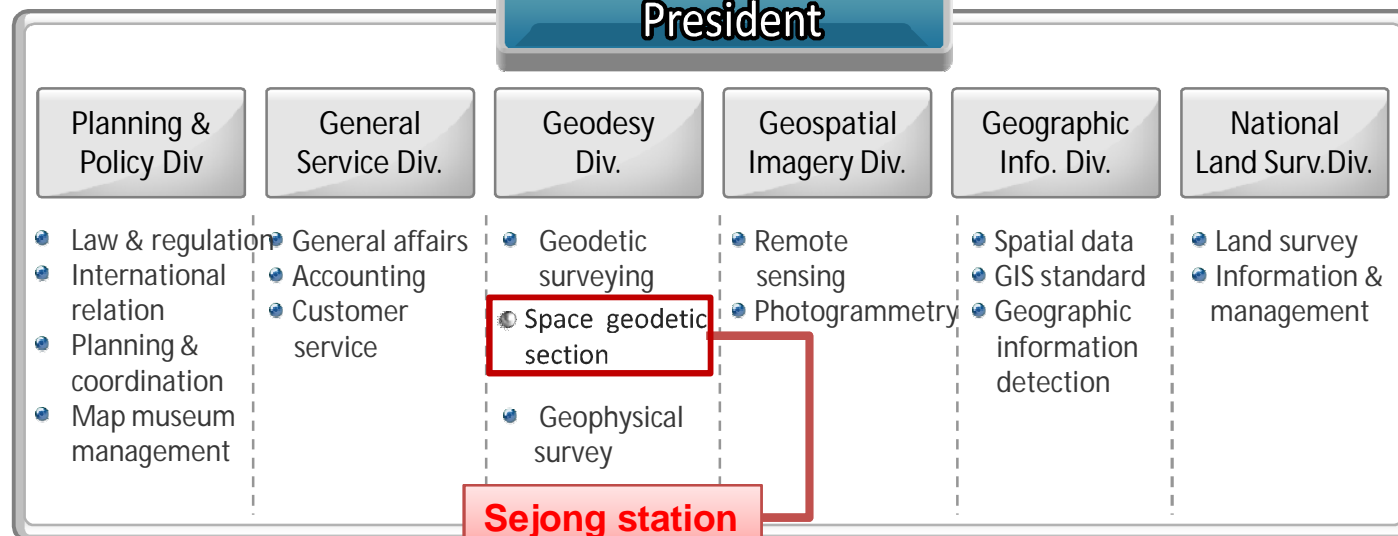 President
Planning &
Policy Div
General
Service Div.
Geodesy
Div.
Geospatial
Imagery Div.
Geographic
Info. Div.
National
Land Surv.Div.
Law & regulation
International
relation
Planning &
coordination
Map museum
management
General affairs
Accounting
Customer
service
Geodetic
surveying
Space geodetic
section
Geophysical
survey
Remote
sensing
Photogrammetry
Spatial data
GIS standard
Geographic
information
detection
Land survey
Information &
management
Sejong station